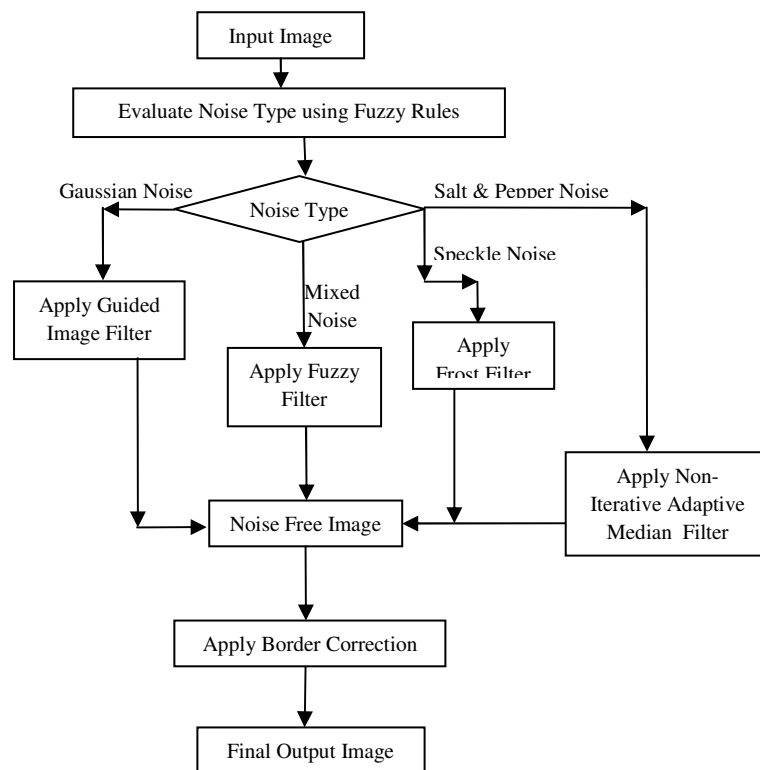 Input Image
Evaluate Noise Type using Fuzzy Rules
Gaussian Noise
Salt & Pepper Noise
Noise Type
Speckle Noise
Mixed
Noise
Apply Guided
Image Filter
Apply
Frost Filter
Apply Fuzzy
Filter
Apply Non-
Iterative Adaptive
Median Filter
Noise Free Image
Apply Border Correction
Final Output Image